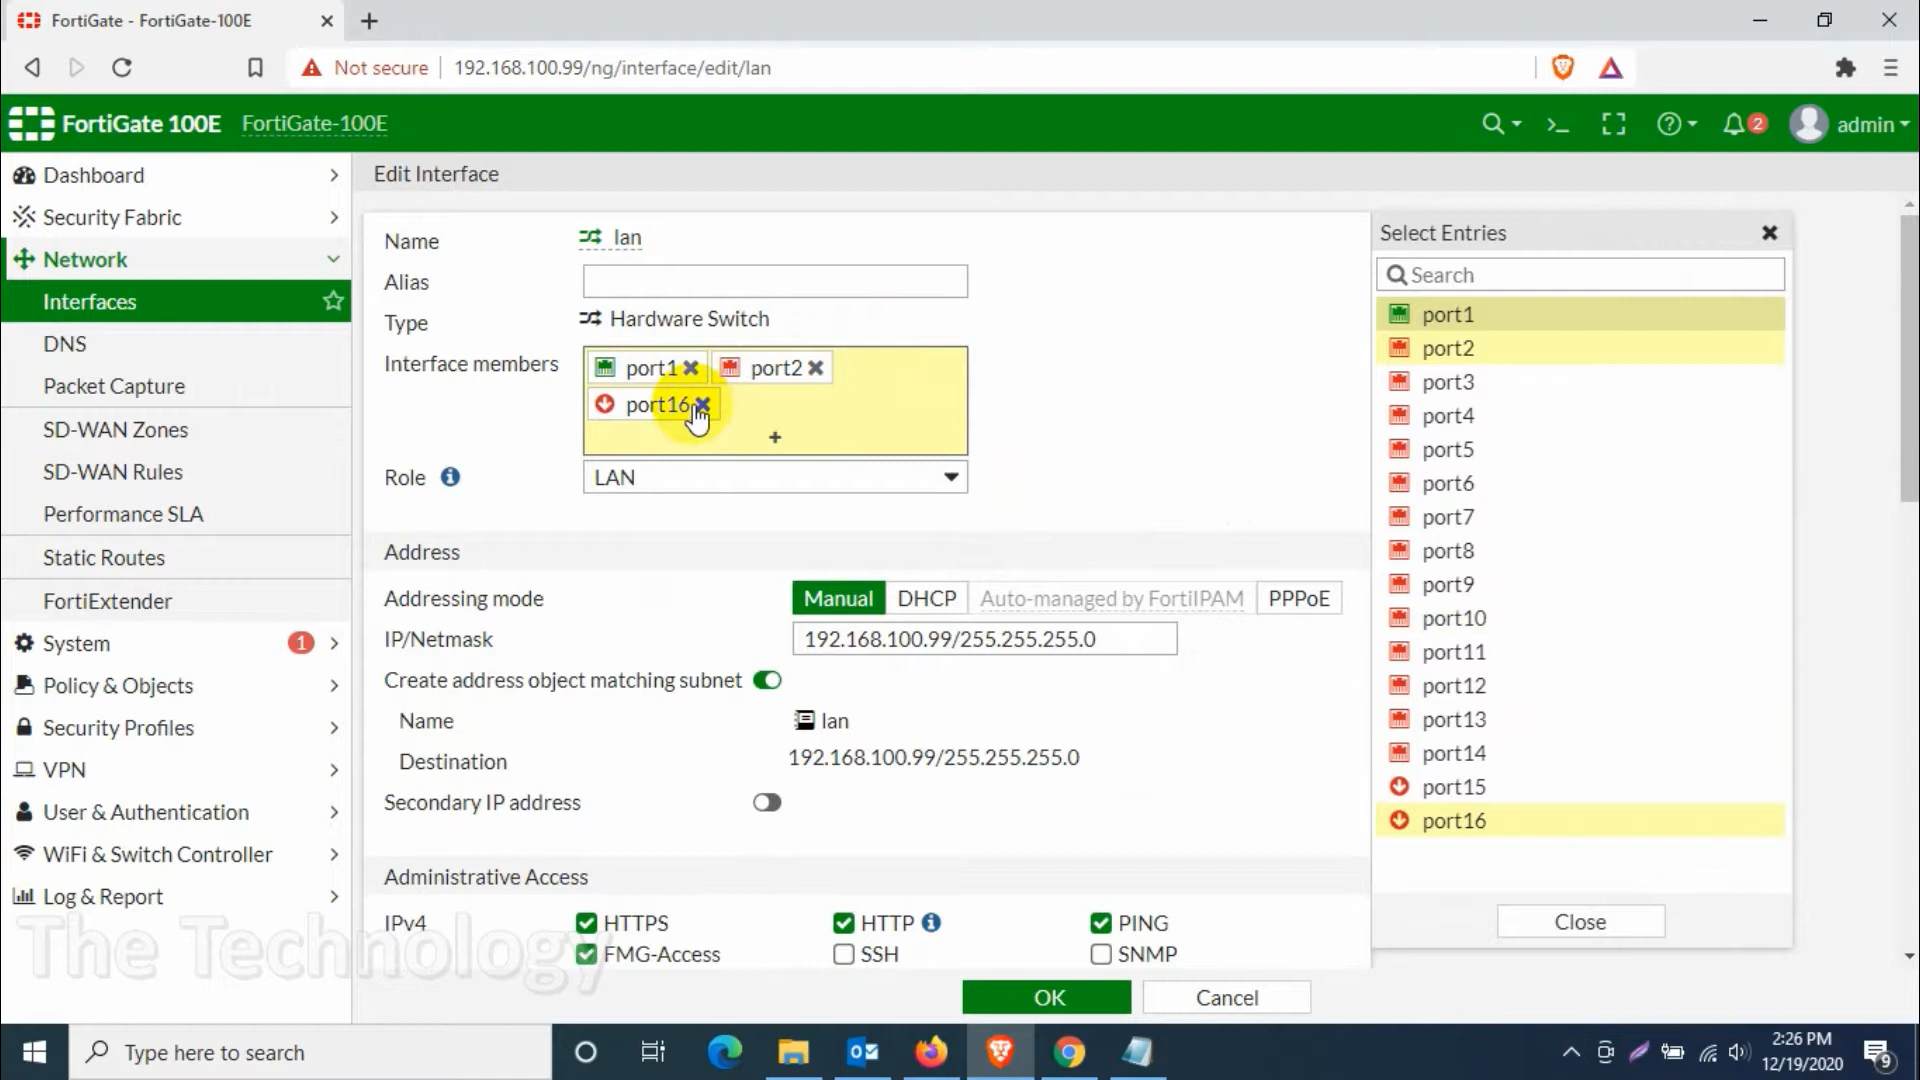 FortiGate - FortiGate-100E
Not secure
192.168.100.99/ng/interface/edit/lan
FortiGate 100E
FortiGate-100E
2
admin
Dashboard
Security Fabric
Network
Interfaces
DNS
Packet Capture
SD-WAN Zones
SD-WAN Rules
Performance SLA
Static Routes
FortiExtender
System
1
Policy & Objects
Security Profiles
VPN
User & Authentication
WiFi & Switch Controller
Log & Report
The Technology
Edit Interface
Name
lan
Alias
Type
Hardware Switch
Interface members
port1
port2
port16
Role
LAN
Address
Addressing mode
Manual
DHCP
Auto-managed by FortiIPAM
PPPoE
IP/Netmask
192.168.100.99/255.255.255.0
Create address object matching subnet
Name
lan
Destination
192.168.100.99/255.255.255.0
Secondary IP address
Administrative Access
IPv4
HTTPS
HTTP
PING
FMG-Access
SSH
SNMP
OK
Cancel
Select Entries
Search
port1
port2
port3
port4
port5
port6
port7
port8
port9
port10
port11
port12
port13
port14
port15
port16
Close
Type here to search
2:26 PM
12/19/2020
9